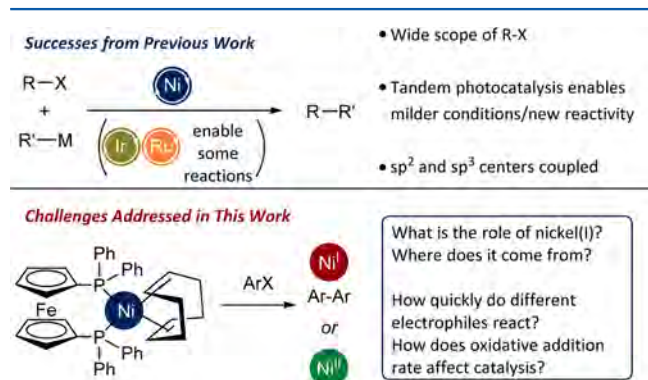 Successes from Previous Work
R—X
+
R'—M
Ni
Ir Ru
enable
some
reactions
R—R'
• Wide scope of R-X
• Tandem photocatalysis enables
milder conditions/new reactivity
• sp² and sp³ centers coupled
Challenges Addressed in This Work
Ph
Ph
P
Fe
Ni
P
Ph
Ph
ArX
Niᴵ
Ar-Ar
or
Niᴵᴵ
What is the role of nickel(I)?
Where does it come from?
How quickly do different
electrophiles react?
How does oxidative addition
rate affect catalysis?